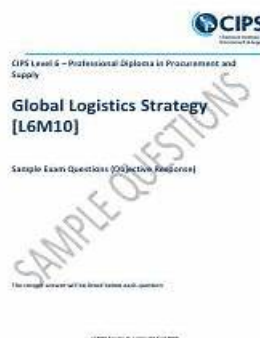 CIPS
CIPS Level 6 – Professional Diploma in Procurement and
Supply
Global Logistics Strategy
[L6M10]
Sample Exam Questions (Objective Response)
SAMPLE QUESTIONS
The correct answer will be listed below each question